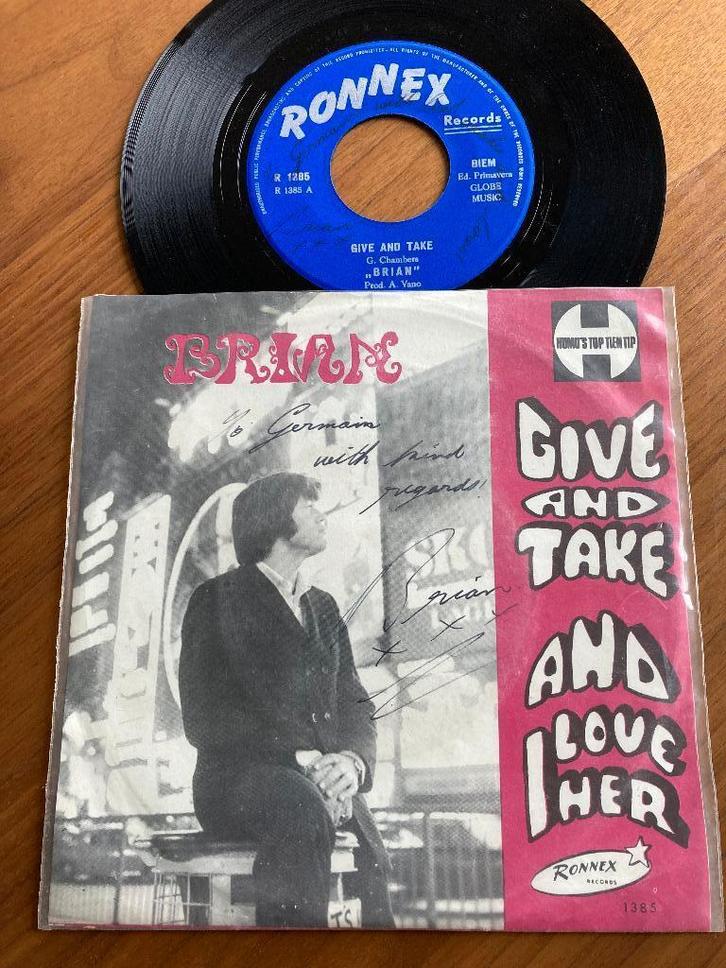 RONNEX
Records
R 1385
R 1385 A
BIEM
Ed. Primavera
GLOBE
MUSIC
GIVE AND TAKE
G. Chambers
„BRIAN"
Prod. A. Vano
BRIAN
HUMO'S TOP TIEN TIP
To Germain
with kind
regards!
Brian
x x x
GIVE
AND
TAKE
AND
I LOVE
HER
RONNEX
RECORDS
1385